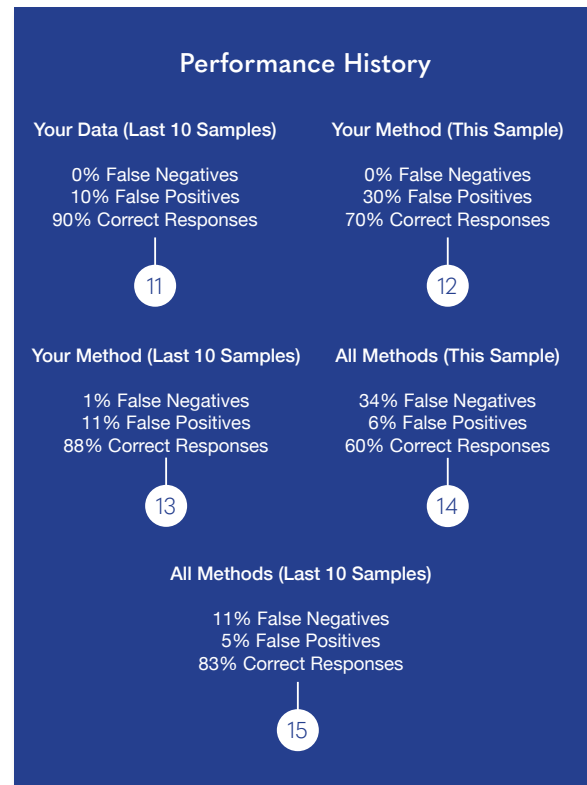 Performance History
Your Data (Last 10 Samples)
0% False Negatives
10% False Positives
90% Correct Responses
11
Your Method (This Sample)
0% False Negatives
30% False Positives
70% Correct Responses
12
Your Method (Last 10 Samples)
1% False Negatives
11% False Positives
88% Correct Responses
13
All Methods (This Sample)
34% False Negatives
6% False Positives
60% Correct Responses
14
All Methods (Last 10 Samples)
11% False Negatives
5% False Positives
83% Correct Responses
15